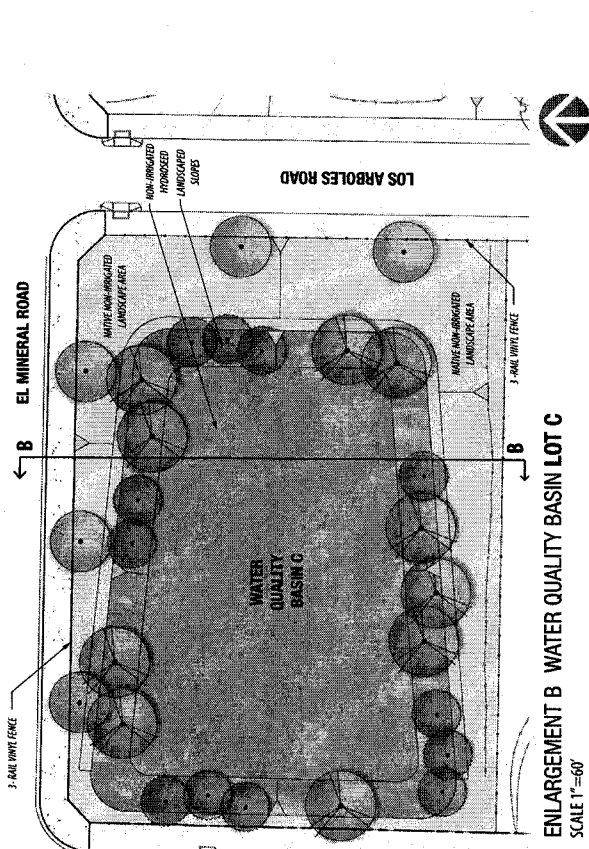 EL MINERAL ROAD
3-RAIL VINYL FENCE
B
NATIVE NON-IRRIGATED
LANDSCAPE AREA
NON-IRRIGATED
HYDROSEED
LANDSCAPED
SLOPES
LOS ARBOLES ROAD
WATER
QUALITY
BASIN C
NATIVE NON-IRRIGATED
LANDSCAPE AREA
3-RAIL VINYL FENCE
B
ENLARGEMENT B WATER QUALITY BASIN LOT C
SCALE 1"=60'